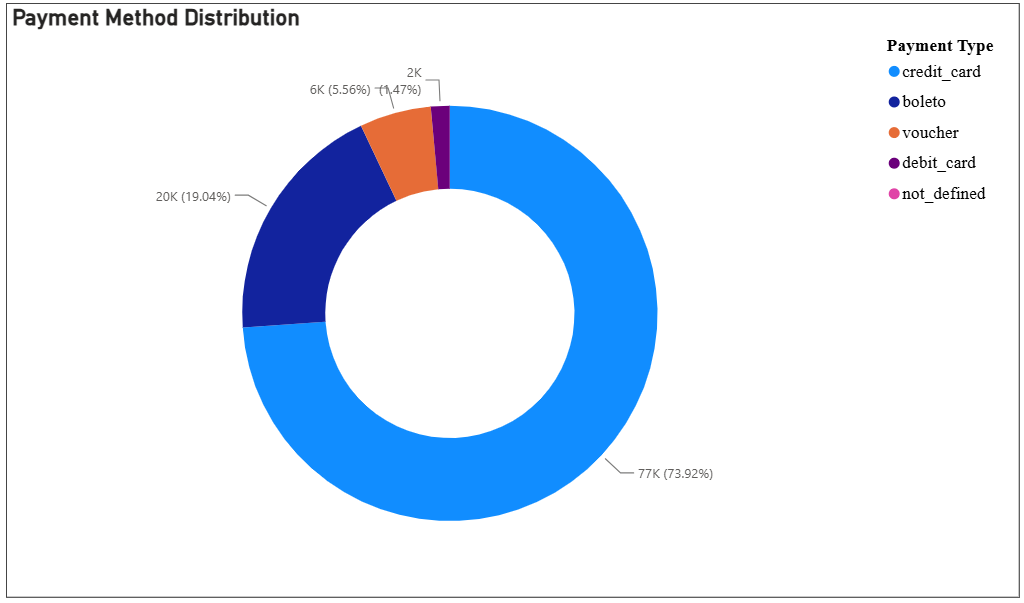 Payment Method Distribution
Payment Type
credit_card
boleto
voucher
debit_card
not_defined
2K
(1.47%)
6K (5.56%)
20K (19.04%)
77K (73.92%)